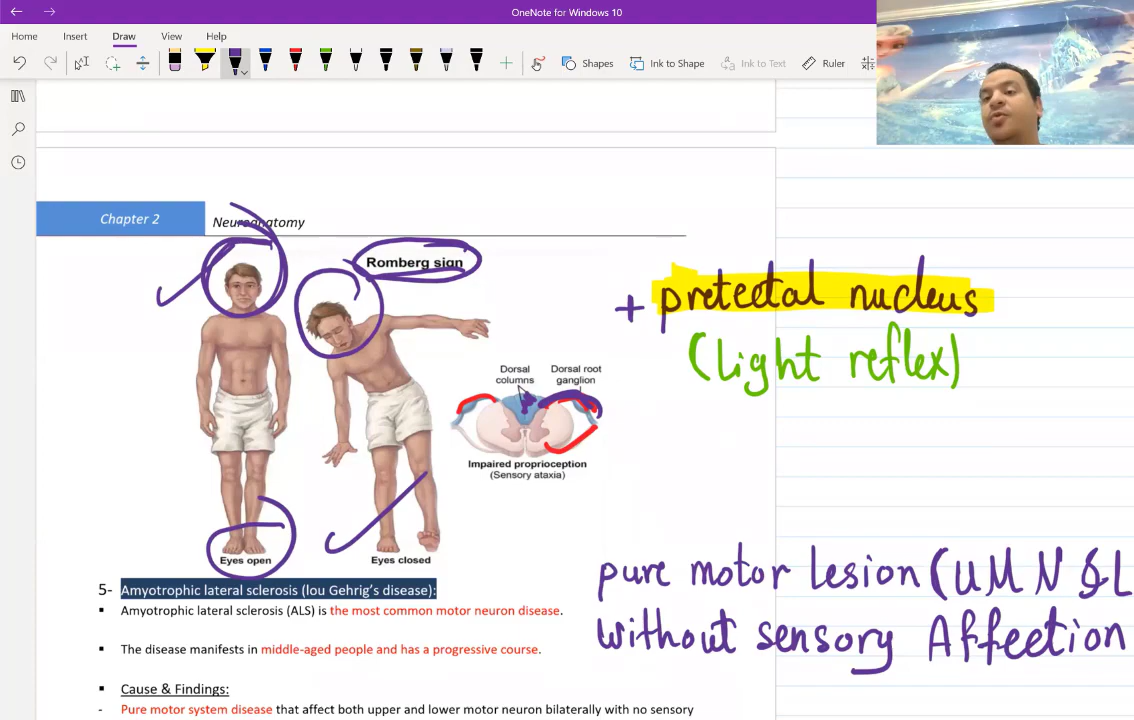 OneNote for Windows 10
Home Insert Draw View Help
Shapes Ink to Shape Ink to Text Ruler
Chapter 2 Neuroanatomy
Romberg sign
+ pretectal nucleus
(light reflex)
Dorsal columns
Dorsal root ganglion
Impaired proprioception
(Sensory ataxia)
Eyes open Eyes closed
pure motor lesion (UMN & L
without sensory Affection
5- Amyotrophic lateral sclerosis (lou Gehrig's disease):
▪ Amyotrophic lateral sclerosis (ALS) is the most common motor neuron disease.
▪ The disease manifests in middle-aged people and has a progressive course.
▪ Cause & Findings:
- Pure motor system disease that affect both upper and lower motor neuron bilaterally with no sensory